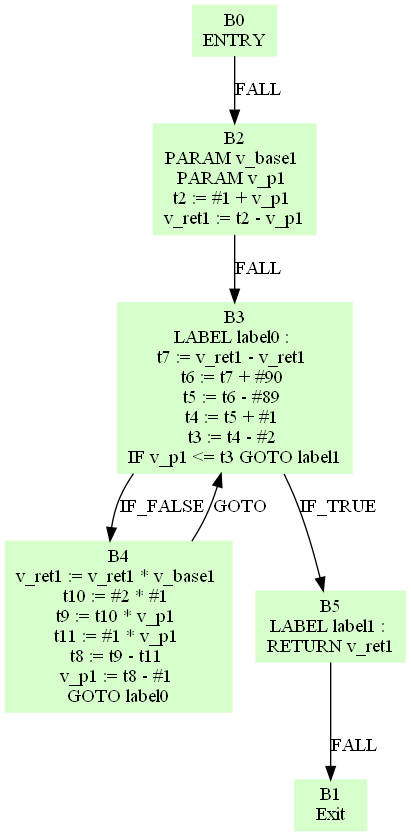 B0
ENTRY
FALL
B2
PARAM v_base1
PARAM v_p1
t2 := #1 + v_p1
v_ret1 := t2 - v_p1
FALL
B3
LABEL label0 :
t7 := v_ret1 - v_ret1
t6 := t7 + #90
t5 := t6 - #89
t4 := t5 + #1
t3 := t4 - #2
IF v_p1 <= t3 GOTO label1
IF_FALSE
GOTO
IF_TRUE
B4
v_ret1 := v_ret1 * v_base1
t10 := #2 * #1
t9 := t10 * v_p1
t11 := #1 * v_p1
t8 := t9 - t11
v_p1 := t8 - #1
GOTO label0
B5
LABEL label1 :
RETURN v_ret1
FALL
B1
Exit